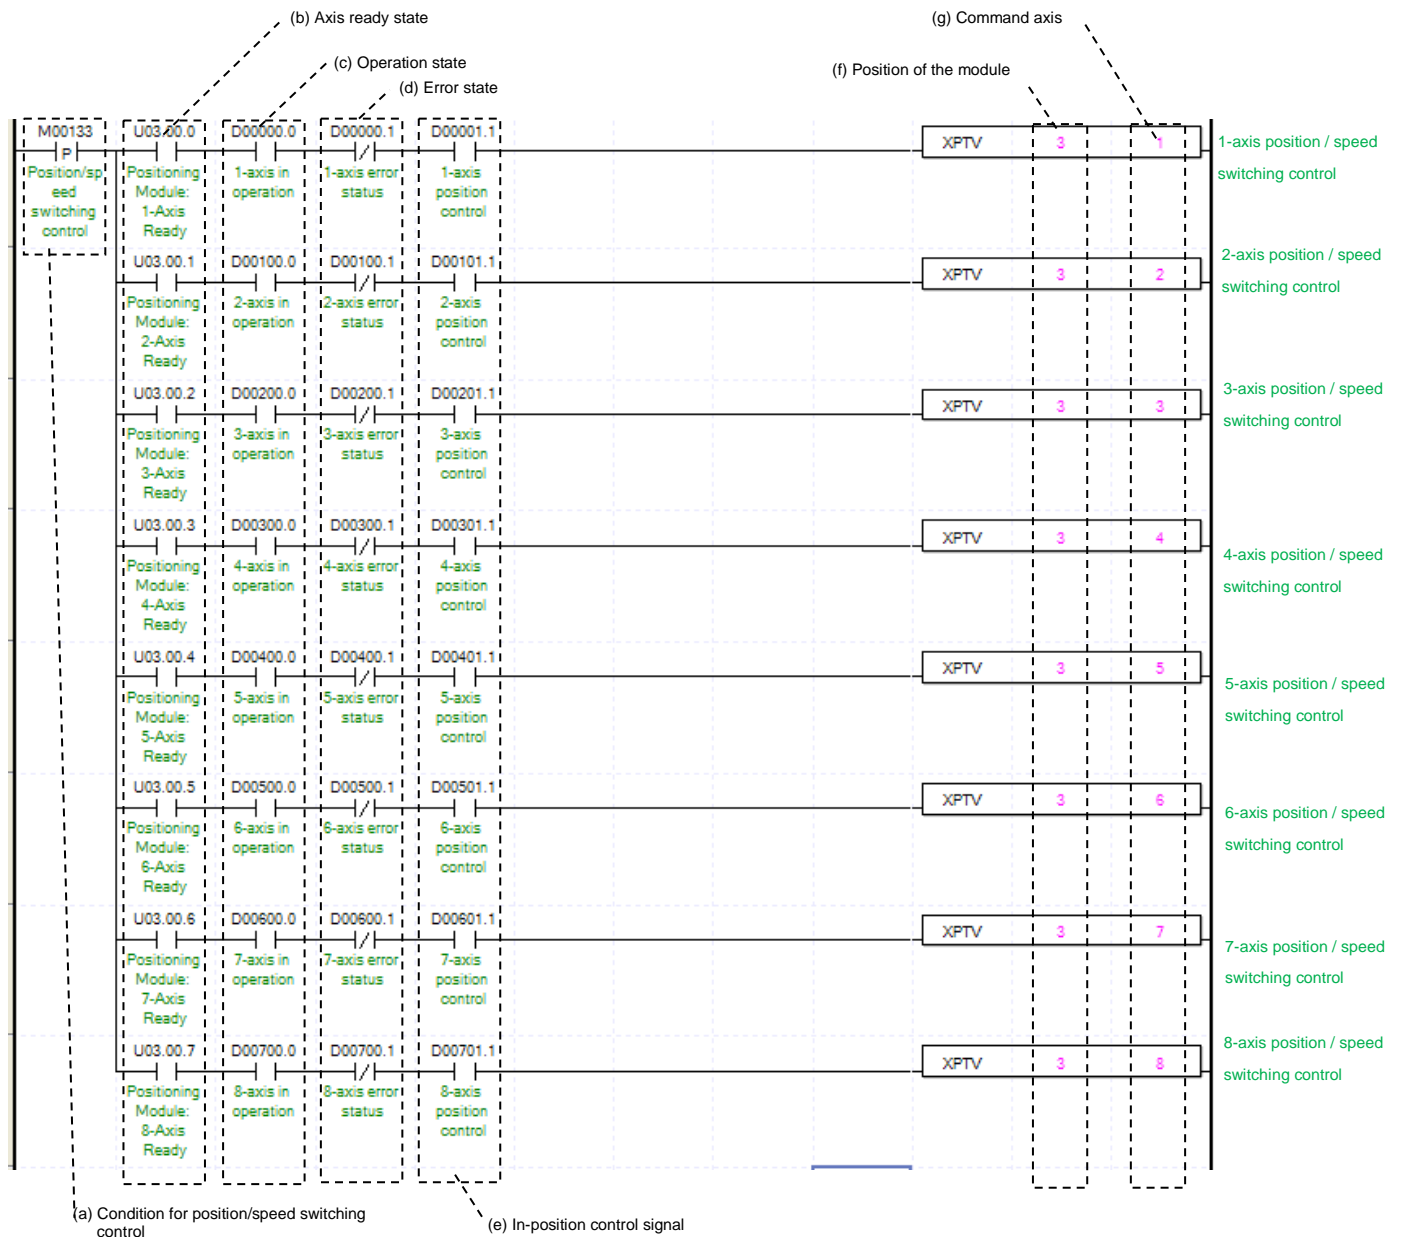 (b) Axis ready state
(g) Command axis
(c) Operation state
(f) Position of the module
(d) Error state
M00133 U03.00.0 D00000.0 D00000.1 D00001.1
P
XPTV 3 1
1-axis position / speed
switching control
Position/sp Positioning 1-axis in 1-axis error 1-axis
eed Module: operation status position
switching 1-Axis control
control Ready
U03.00.1 D00100.0 D00100.1 D00101.1
XPTV 3 2
2-axis position / speed
switching control
Positioning 2-axis in 2-axis error 2-axis
Module: operation status position
2-Axis control
Ready
U03.00.2 D00200.0 D00200.1 D00201.1
XPTV 3 3
3-axis position / speed
switching control
Positioning 3-axis in 3-axis error 3-axis
Module: operation status position
3-Axis control
Ready
U03.00.3 D00300.0 D00300.1 D00301.1
XPTV 3 4
4-axis position / speed
switching control
Positioning 4-axis in 4-axis error 4-axis
Module: operation status position
4-Axis control
Ready
U03.00.4 D00400.0 D00400.1 D00401.1
XPTV 3 5
5-axis position / speed
switching control
Positioning 5-axis in 5-axis error 5-axis
Module: operation status position
5-Axis control
Ready
U03.00.5 D00500.0 D00500.1 D00501.1
XPTV 3 6
6-axis position / speed
switching control
Positioning 6-axis in 6-axis error 6-axis
Module: operation status position
6-Axis control
Ready
U03.00.6 D00600.0 D00600.1 D00601.1
XPTV 3 7
7-axis position / speed
switching control
Positioning 7-axis in 7-axis error 7-axis
Module: operation status position
7-Axis control
Ready
U03.00.7 D00700.0 D00700.1 D00701.1
XPTV 3 8
8-axis position / speed
switching control
Positioning 8-axis in 8-axis error 8-axis
Module: operation status position
8-Axis control
Ready
(a) Condition for position/speed switching
control
(e) In-position control signal